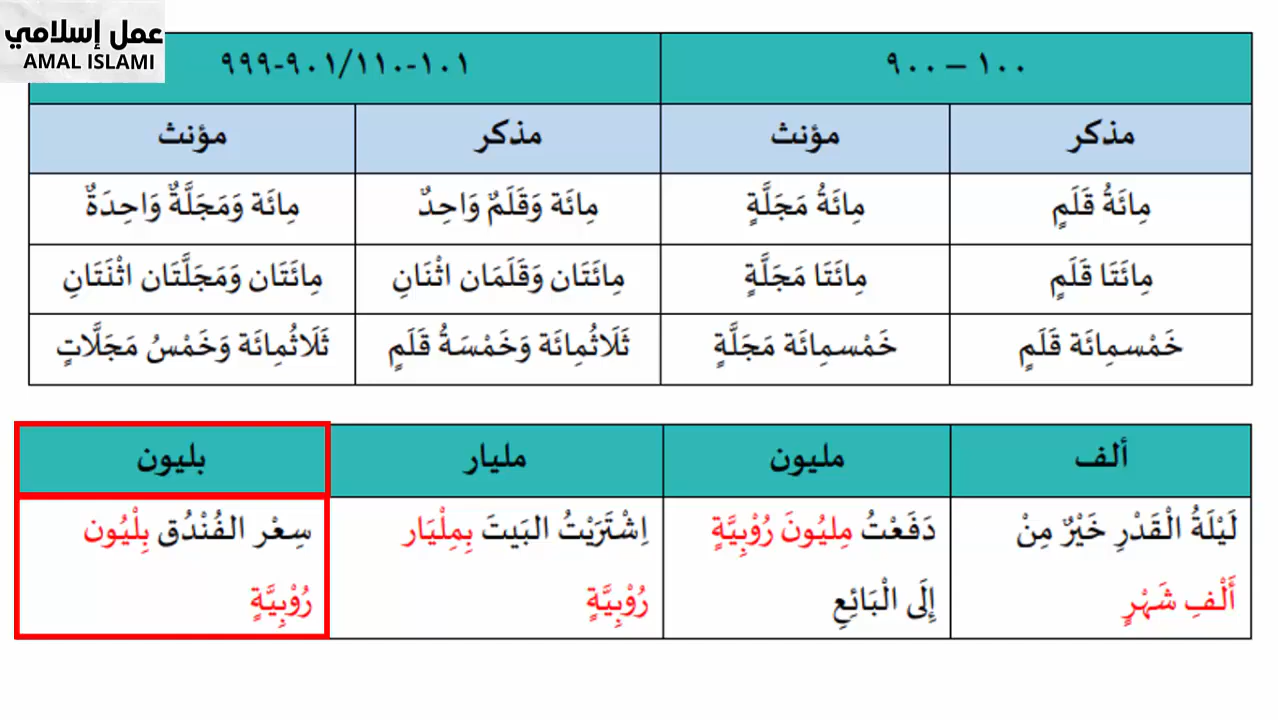 عمل إسلامي
AMAL ISLAMI
١٠٠ – ٩٠٠
١٠١-١١٠/٩٠١-٩٩٩
مذكر
مؤنث
مذكر
مؤنث
مِائَةُ قَلَمٍ
مِائَةُ مَجَلَّةٍ
مِائَة وَقَلَمٌ وَاحِدٌ
مِائَة وَمَجَلَّةٌ وَاحِدَةٌ
مِائَتَا قَلَمٍ
مِائَتَا مَجَلَّةٍ
مِائَتَان وَقَلَمَان اثْنَانِ
مِائَتَان وَمَجَلَّتَان اثْنَتَانِ
خَمْسمِائَة قَلَمٍ
خَمْسمِائَة مَجَلَّةٍ
ثَلَاثُمِائَة وَخَمْسَةُ قَلَمٍ
ثَلَاثُمِائَة وَخَمْسُ مَجَلَّاتٍ
ألف
مليون
مليار
بليون
لَيْلَةُ الْقَدْرِ خَيْرٌ مِنْ
أَلْفِ شَهْرٍ
دَفَعْتُ مِليُونَ رُوْبِيَّةٍ
إِلَى الْبَائِعِ
اِشْتَرَيْتُ البَيتَ بِمِلْيَار
رُوْبِيَّةٍ
سِعْر الفُنْدُق بِلْيُون
رُوْبِيَّةٍ